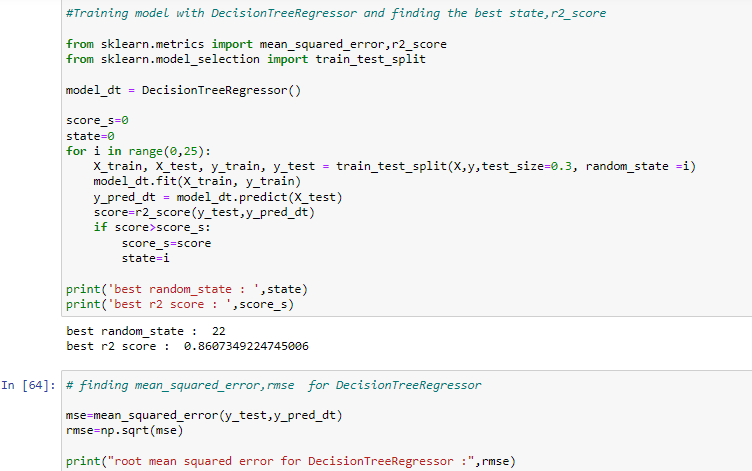 #Training model with DecisionTreeRegressor and finding the best state,r2_score
from sklearn.metrics import mean_squared_error,r2_score
from sklearn.model_selection import train_test_split
model_dt = DecisionTreeRegressor()
score_s=0
state=0
for i in range(0,25):
    X_train, X_test, y_train, y_test = train_test_split(X,y,test_size=0.3, random_state =i)
    model_dt.fit(X_train, y_train)
    y_pred_dt = model_dt.predict(X_test)
    score=r2_score(y_test,y_pred_dt)
    if score>score_s:
        score_s=score
        state=i
print('best random_state : ',state)
print('best r2 score : ',score_s)
best random_state :  22
best r2 score :  0.8607349224745006
In [64]: # finding mean_squared_error,rmse  for DecisionTreeRegressor
mse=mean_squared_error(y_test,y_pred_dt)
rmse=np.sqrt(mse)
print("root mean squared error for DecisionTreeRegressor :",rmse)